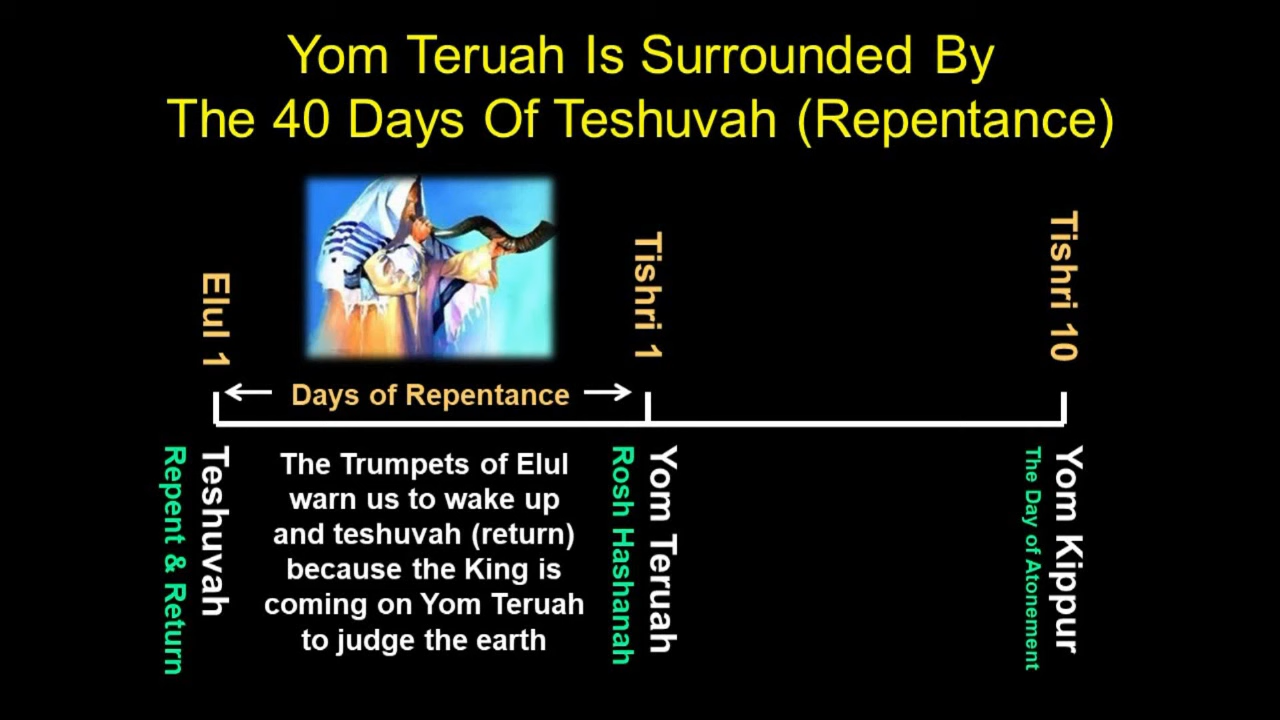 Yom Teruah Is Surrounded By
The 40 Days Of Teshuvah (Repentance)
Elul 1
Tishri 1
Tishri 10
Days of Repentance
Teshuvah
Repent & Return
The Trumpets of Elul
warn us to wake up
and teshuvah (return)
because the King is
coming on Yom Teruah
to judge the earth
Yom Teruah
Rosh Hashanah
Yom Kippur
The Day of Atonement